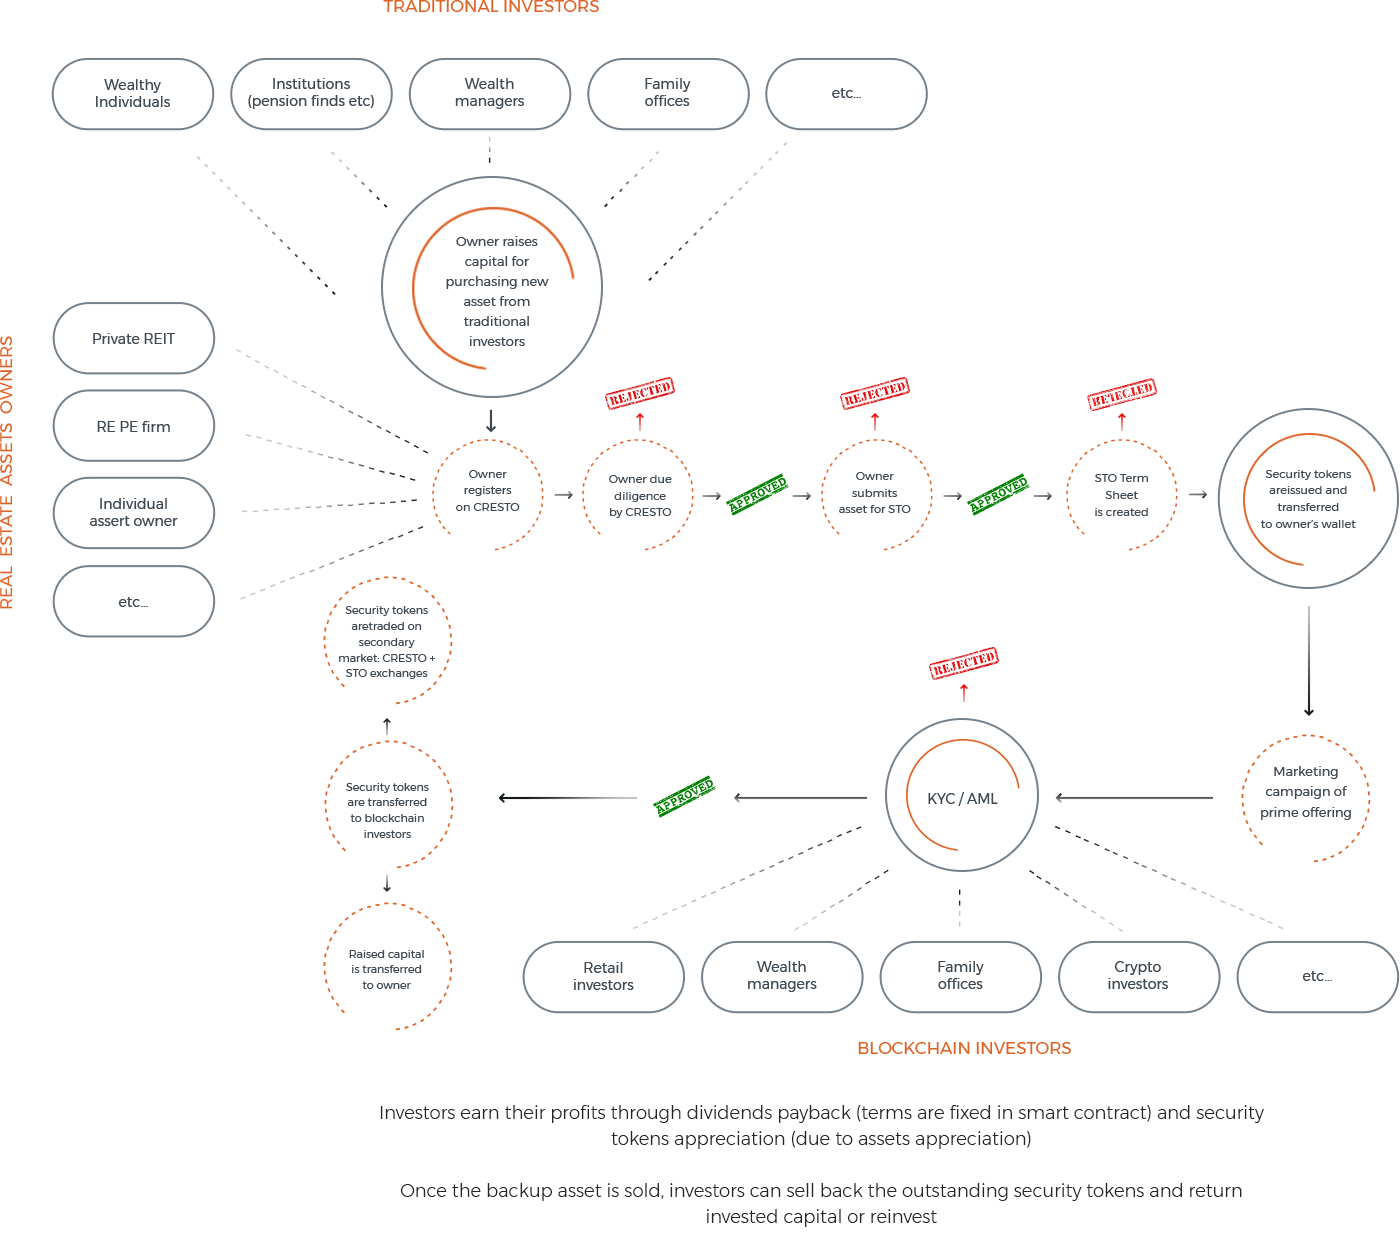 TRADITIONAL INVESTORS
Wealthy
Individuals
Institutions
(pension finds etc)
Wealth
managers
Family
offices
etc...
Owner raises
capital for
purchasing new
asset from
traditional
investors
REAL ESTATE ASSETS OWNERS
Private REIT
RE PE firm
Individual
assert owner
etc...
Owner
registers
on CRESTO
REJECTED
Owner due
diligence
by CRESTO
APPROVED
REJECTED
Owner
submits
asset for STO
APPROVED
REJECTED
STO Term
Sheet
is created
Security tokens
areissued and
transferred
to owner's wallet
Security tokens
aretraded on
secondary
market: CRESTO +
STO exchanges
Security tokens
are transferred
to blockchain
investors
Raised capital
is transferred
to owner
APPROVED
REJECTED
KYC / AML
Marketing
campaign of
prime offering
Retail
investors
Wealth
managers
Family
offices
Crypto
investors
etc...
BLOCKCHAIN INVESTORS
Investors earn their profits through dividends payback (terms are fixed in smart contract) and security
tokens appreciation (due to assets appreciation)
Once the backup asset is sold, investors can sell back the outstanding security tokens and return
invested capital or reinvest